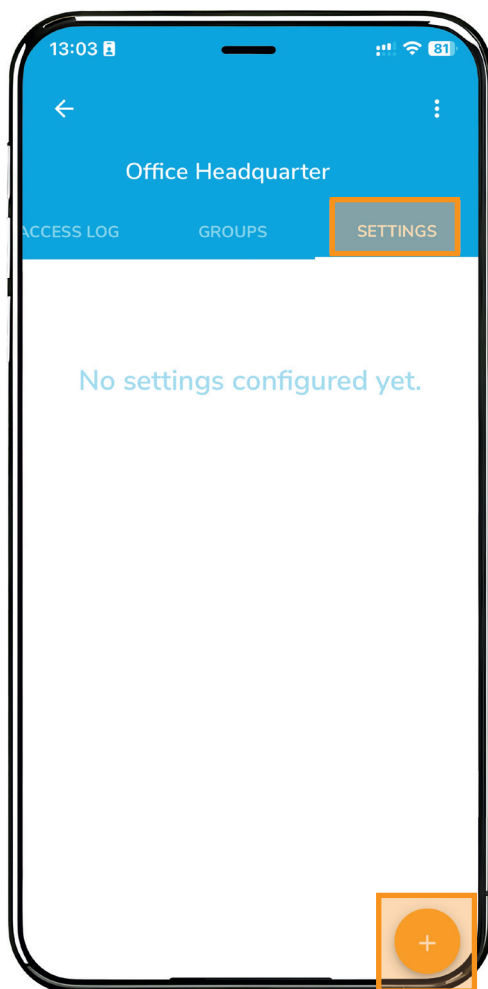 13:03 81
Office Headquarter
ACCESS LOG GROUPS SETTINGS
No settings configured yet.
+